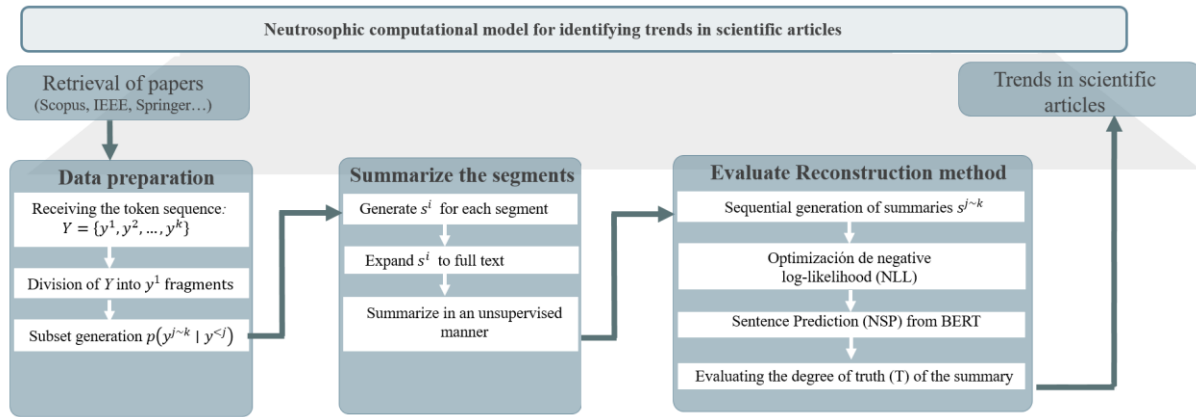 Neutrosophic computational model for identifying trends in scientific articles
Retrieval of papers
(Scopus, IEEE, Springer…)
Trends in scientific
articles
Data preparation
Receiving the token sequence:
Y = {y¹, y², …, yᵏ}
Division of Y into y¹ fragments
Subset generation p(y^{j~k} | y^{<j})
Summarize the segments
Generate sⁱ for each segment
Expand sⁱ to full text
Summarize in an unsupervised
manner
Evaluate Reconstruction method
Sequential generation of summaries s^{j~k}
Optimización de negative
log-likelihood (NLL)
Sentence Prediction (NSP) from BERT
Evaluating the degree of truth (T) of the summary